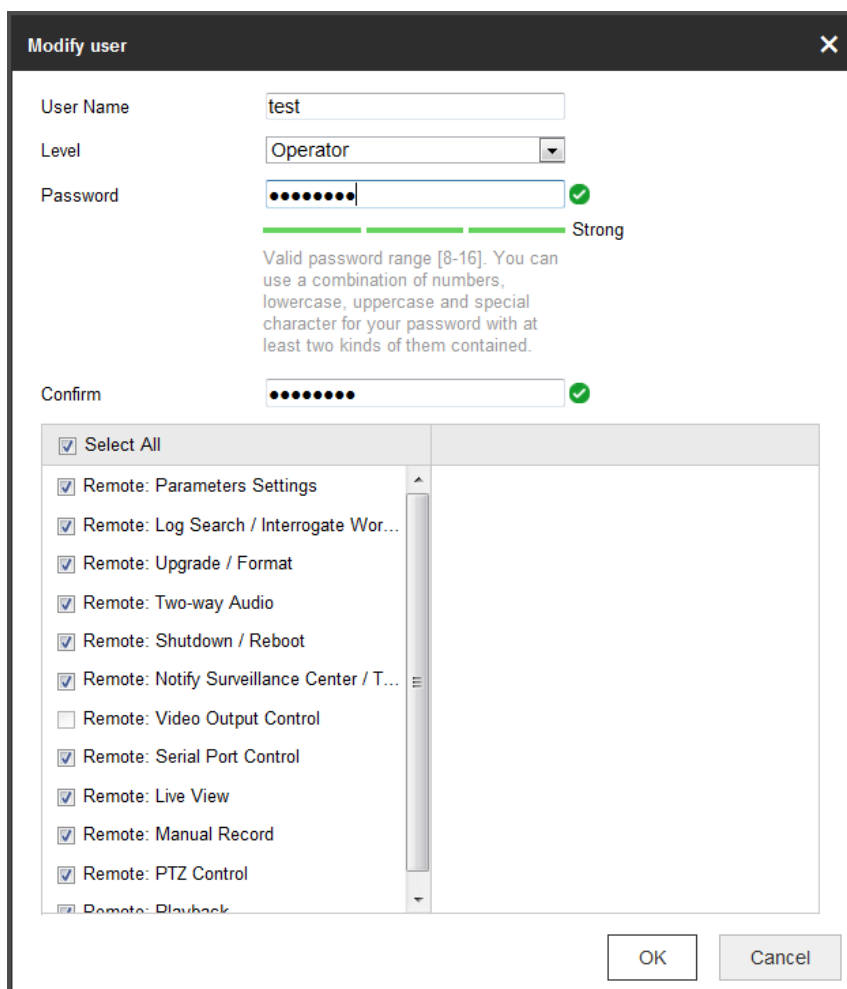 Modify user
User Name test
Level Operator
Password ••••••••
Strong
Valid password range [8-16]. You can
use a combination of numbers,
lowercase, uppercase and special
character for your password with at
least two kinds of them contained.
Confirm ••••••••
Select All
Remote: Parameters Settings
Remote: Log Search / Interrogate Wor...
Remote: Upgrade / Format
Remote: Two-way Audio
Remote: Shutdown / Reboot
Remote: Notify Surveillance Center / T...
Remote: Video Output Control
Remote: Serial Port Control
Remote: Live View
Remote: Manual Record
Remote: PTZ Control
Remote: Playback
OK Cancel